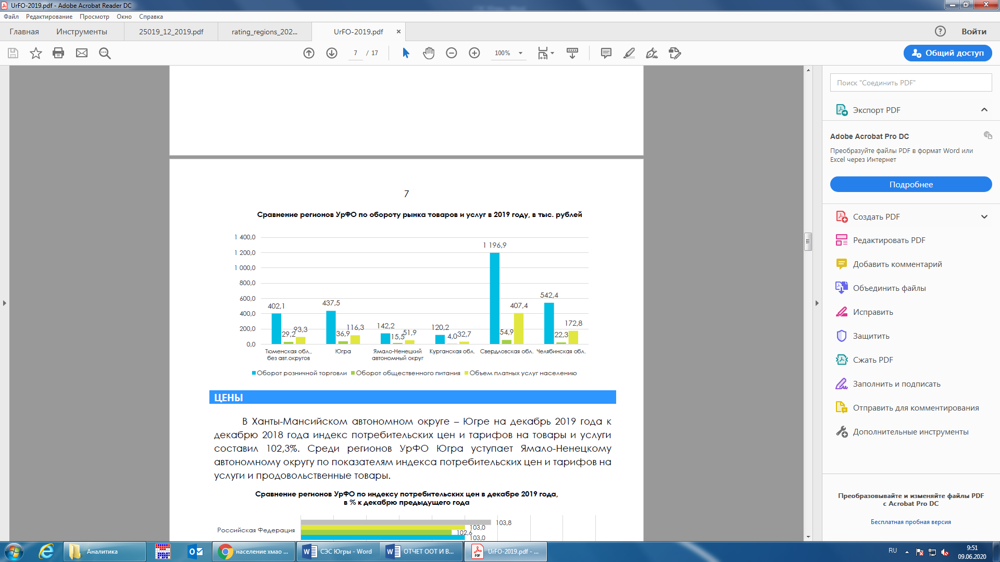 UrFO-2019.pdf - Adobe Acrobat Reader DC
Файл Редактирование Просмотр Окно Справка
Главная Инструменты 25019_12_2019.pdf rating_regions_202... UrFO-2019.pdf
Войти
7 / 17 100%
Общий доступ
Поиск "Соединить PDF"
Экспорт PDF
Adobe Acrobat Pro DC
Преобразуйте файлы PDF в формат Word или
Excel через Интернет
Подробнее
Создать PDF
Редактировать PDF
Добавить комментарий
Объединить файлы
Исправить
Защитить
Сжать PDF
Заполнить и подписать
Отправить для комментирования
Дополнительные инструменты
Преобразовывайте и изменяйте файлы PDF
с Acrobat Pro DC
Бесплатная пробная версия
7
Сравнение регионов УрФО по обороту рынка товаров и услуг в 2019 году, в тыс. рублей
1 400,0
1 200,0
1 000,0
800,0
600,0
400,0
200,0
0,0
402,1 29,2 93,3
437,5 36,9 116,3
142,2 15,5 51,9
120,2 4,0 32,7
1 196,9 54,9 407,4
542,4 22,3 172,8
Тюменская обл., без авт.округов
Югра
Ямало-Ненецкий автономный округ
Курганская обл.
Свердловская обл.
Челябинская обл.
Оборот розничной торговли Оборот общественного питания Объем платных услуг населению
ЦЕНЫ
В Ханты-Мансийском автономном округе – Югре на декабрь 2019 года к
декабрю 2018 года индекс потребительских цен и тарифов на товары и услуги
составил 102,3%. Среди регионов УрФО Югра уступает Ямало-Ненецкому
автономному округу по показателям индекса потребительских цен и тарифов на
услуги и продовольственные товары.
Сравнение регионов УрФО по индексу потребительских цен в декабре 2019 года,
в % к декабрю предыдущего года
Российская Федерация
103,8
103,0
102,6
103,0
Аналитика
население хмао ...
СЭС Югры - Word
ОТЧЕТ ООТ И В...
UrFO-2019.pdf - ...
RU
9:51
09.06.2020